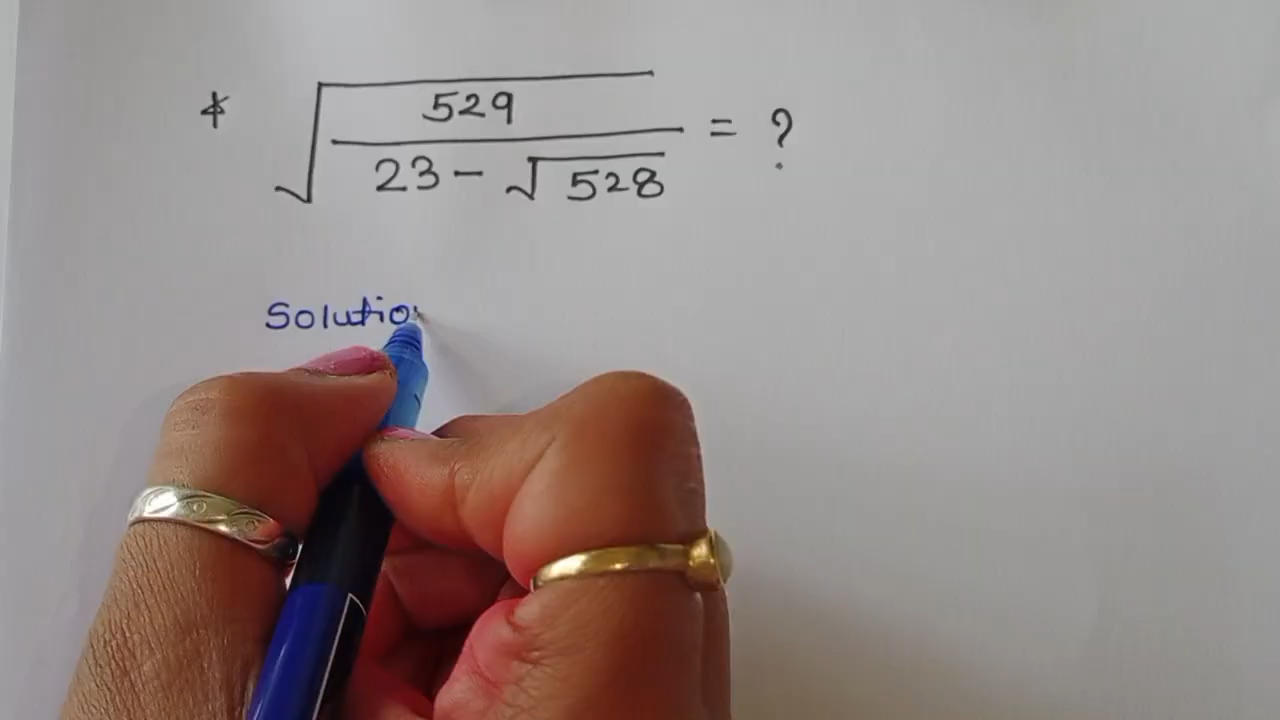 * √(529 / (23 - √528)) = ?
Solutio